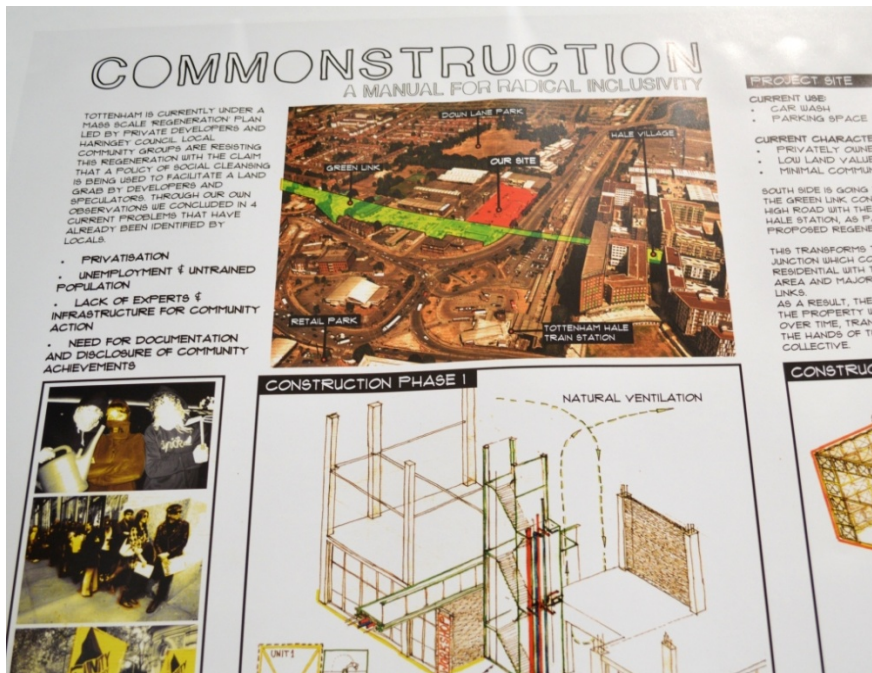 COMMONSTRUCTION
A MANUAL FOR RADICAL INCLUSIVITY
TOTTENHAM IS CURRENTLY UNDER A
MASS SCALE 'REGENERATION' PLAN
LED BY PRIVATE DEVELOPERS AND
HARINGEY COUNCIL. LOCAL
COMMUNITY GROUPS ARE RESISTING
THIS REGENERATION WITH THE CLAIM
THAT A POLICY OF SOCIAL CLEANSING
IS BEING USED TO FACILITATE A LAND
GRAB BY DEVELOPERS AND
SPECULATORS. THROUGH OUR OWN
OBSERVATIONS WE CONCLUDED IN 4
CURRENT PROBLEMS THAT HAVE
ALREADY BEEN IDENTIFIED BY
LOCALS.
• PRIVATISATION
• UNEMPLOYMENT & UNTRAINED
POPULATION
• LACK OF EXPERTS &
INFRASTRUCTURE FOR COMMUNITY
ACTION
• NEED FOR DOCUMENTATION
AND DISCLOSURE OF COMMUNITY
ACHIEVEMENTS
DOWN LANE PARK
HALE VILLAGE
GREEN LINK
OUR SITE
RETAIL PARK
TOTTENHAM HALE
TRAIN STATION
PROJECT SITE
CURRENT USE:
• CAR WASH
• PARKING SPACE
CURRENT CHARACTE
• PRIVATELY OWNE
• LOW LAND VALUE
• MINIMAL COMMUN
SOUTH SIDE IS GOING
THE GREEN LINK CON
HIGH ROAD WITH THE
HALE STATION, AS P
PROPOSED REGENE
THIS TRANSFORMS T
JUNCTION WHICH CO
RESIDENTIAL WITH T
AREA AND MAJOR
LINKS.
AS A RESULT, THE
THE PROPERTY W
OVER TIME, TRAN
THE HANDS OF T
COLLECTIVE.
CONSTRUCTION PHASE 1
NATURAL VENTILATION
UNIT 1
CONSTRUC
UNITY